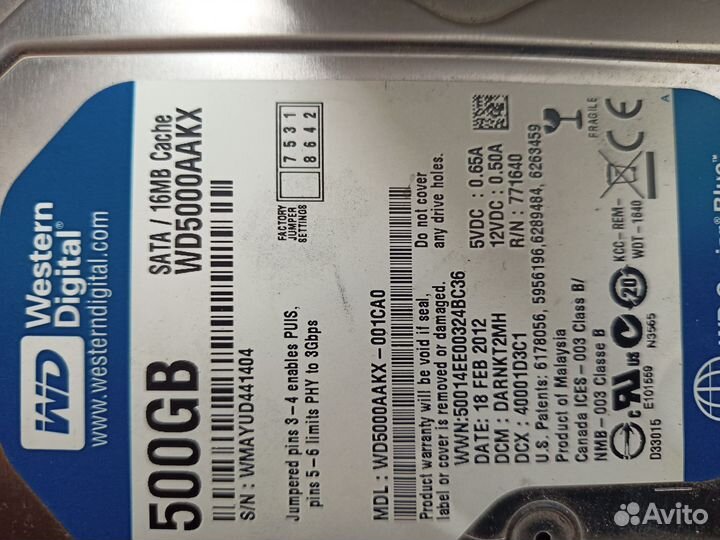 WD
Western
Digital®
www.westerndigital.com
500GB
SATA / 16MB Cache
WD5000AAKX
S/N : WMAYUD441404
Jumpered pins 3-4 enables PUIS,
pins 5-6 limits PHY to 3Gbps
FACTORY
JUMPER
SETTINGS
7 5 3 1
8 6 4 2
MDL : WD5000AAKX-001CA0
Product warranty will be void if seal,
label or cover is removed or damaged.
Do not cover
any drive holes.
WWN:50014EE00324BC36
DATE: 18 FEB 2012
DCM : DARNKT2MH
DCX : 40001D3C1
5VDC : 0.65A
12VDC : 0.50A
R/N : 771640
U.S. Patents: 6178056, 5956196,6289484, 6263459
Product of Malaysia
Canada ICES-003 Class B/
NMB-003 Classe B
FRAGILE
C UL US
20
CE
KCC-REM-
WDT-1640
D33015
E101559
N3565
A
Blue™
Avito